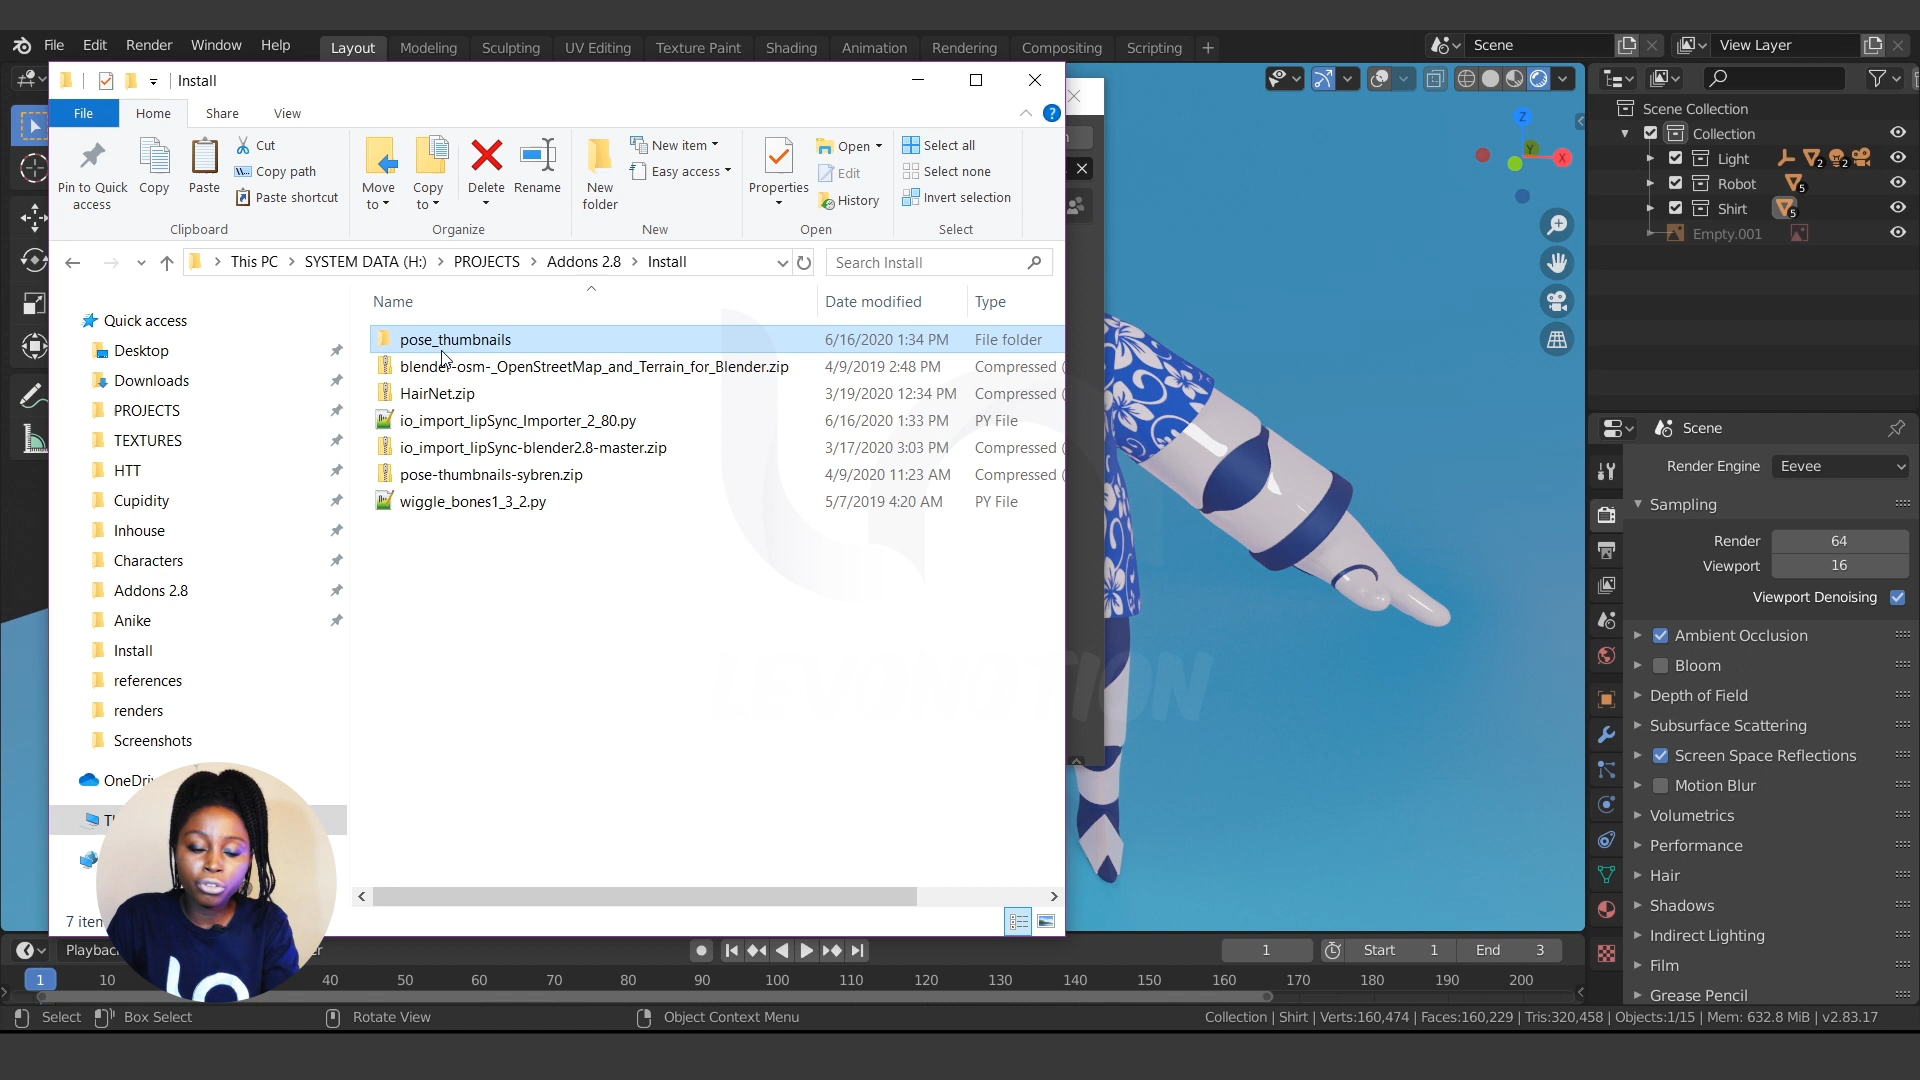 File Edit Render Window Help Layout Modeling Sculpting UV Editing Texture Paint Shading Animation Rendering Compositing Scripting + Scene View Layer
Install
File Home Share View
Pin to Quick access
Copy
Paste
Cut
Copy path
Paste shortcut
Clipboard
Move to
Copy to
Delete
Rename
Organize
New folder
New item
Easy access
New
Properties
Open
Edit
History
Open
Select all
Select none
Invert selection
Select
This PC > SYSTEM DATA (H:) > PROJECTS > Addons 2.8 > Install
Search Install
Name Date modified Type
pose_thumbnails 6/16/2020 1:34 PM File folder
blender-osm-_OpenStreetMap_and_Terrain_for_Blender.zip 4/9/2019 2:48 PM Compressed (
HairNet.zip 3/19/2020 12:34 PM Compressed (
io_import_lipSync_Importer_2_80.py 6/16/2020 1:33 PM PY File
io_import_lipSync-blender2.8-master.zip 3/17/2020 3:03 PM Compressed (
pose-thumbnails-sybren.zip 4/9/2020 11:23 AM Compressed (
wiggle_bones1_3_2.py 5/7/2019 4:20 AM PY File
Quick access
Desktop
Downloads
PROJECTS
TEXTURES
HTT
Cupidity
Inhouse
Characters
Addons 2.8
Anike
Install
references
renders
Screenshots
OneDriv
7 item
LEVONOTION
Z
Y
X
Scene Collection
Collection
Light 2 2
Robot 5
Shirt 5
Empty.001
Scene
Render Engine Eevee
Sampling
Render 64
Viewport 16
Viewport Denoising
Ambient Occlusion
Bloom
Depth of Field
Subsurface Scattering
Screen Space Reflections
Motion Blur
Volumetrics
Performance
Hair
Shadows
Indirect Lighting
Film
Grease Pencil
Playbac
1 Start 1 End 3
1 10 40 50 60 70 80 90 100 110 120 130 140 150 160 170 180 190 200
Select Box Select Rotate View Object Context Menu
Collection | Shirt | Verts:160,474 | Faces:160,229 | Tris:320,458 | Objects:1/15 | Mem: 632.8 MiB | v2.83.17